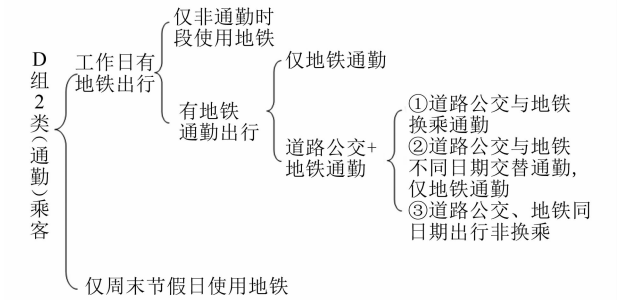 D组2类(通勤)乘客
工作日有
地铁出行
仅非通勤时
段使用地铁
有地铁
通勤出行
仅地铁通勤
道路公交+
地铁通勤
①道路公交与地铁
换乘通勤
②道路公交与地铁
不同日期交替通勤,
仅地铁通勤
③道路公交、地铁同
日期出行非换乘
仅周末节假日使用地铁